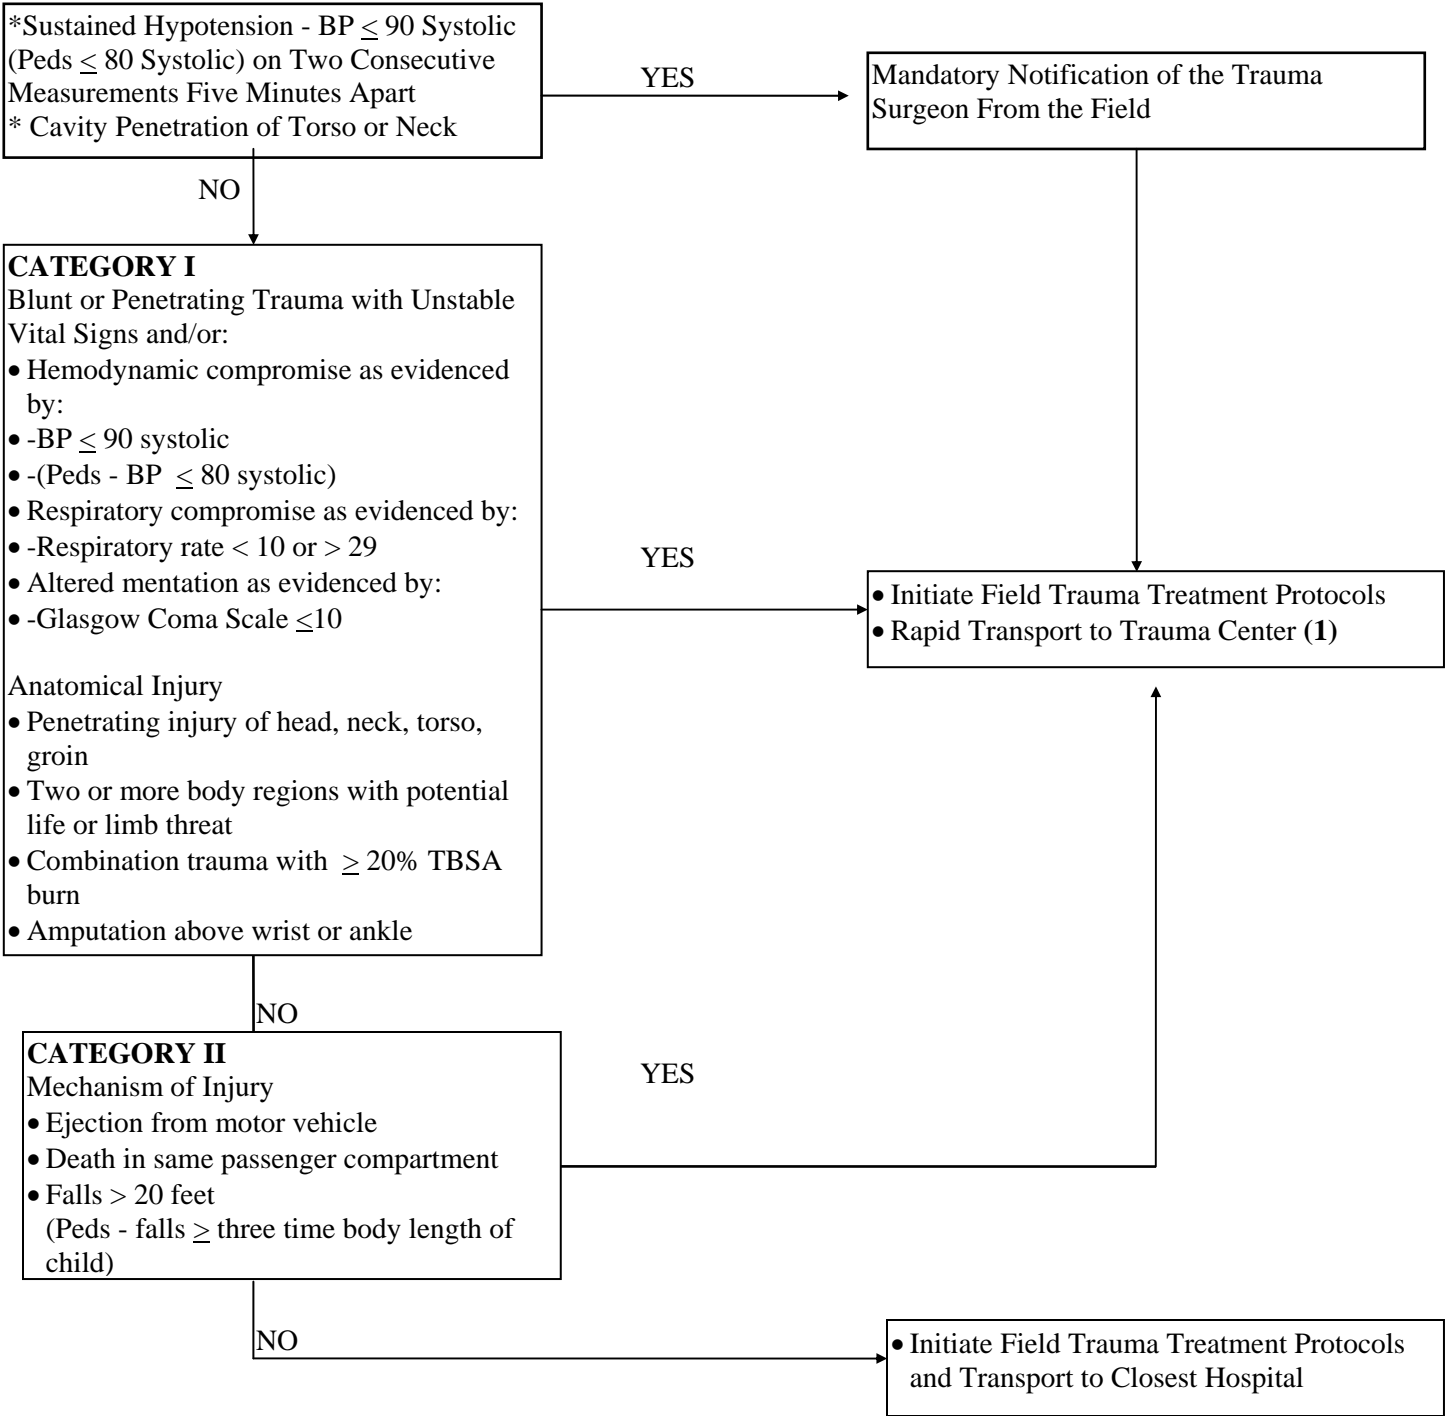 *Sustained Hypotension - BP ≤ 90 Systolic
(Peds ≤ 80 Systolic) on Two Consecutive
Measurements Five Minutes Apart
* Cavity Penetration of Torso or Neck
YES
Mandatory Notification of the Trauma
Surgeon From the Field
NO
CATEGORY I
Blunt or Penetrating Trauma with Unstable
Vital Signs and/or:
• Hemodynamic compromise as evidenced
by:
• -BP ≤ 90 systolic
• -(Peds - BP ≤ 80 systolic)
• Respiratory compromise as evidenced by:
• -Respiratory rate < 10 or > 29
• Altered mentation as evidenced by:
• -Glasgow Coma Scale ≤10
Anatomical Injury
• Penetrating injury of head, neck, torso,
groin
• Two or more body regions with potential
life or limb threat
• Combination trauma with ≥ 20% TBSA
burn
• Amputation above wrist or ankle
YES
• Initiate Field Trauma Treatment Protocols
• Rapid Transport to Trauma Center (1)
NO
CATEGORY II
Mechanism of Injury
• Ejection from motor vehicle
• Death in same passenger compartment
• Falls > 20 feet
(Peds - falls ≥ three time body length of
child)
YES
NO
• Initiate Field Trauma Treatment Protocols
and Transport to Closest Hospital